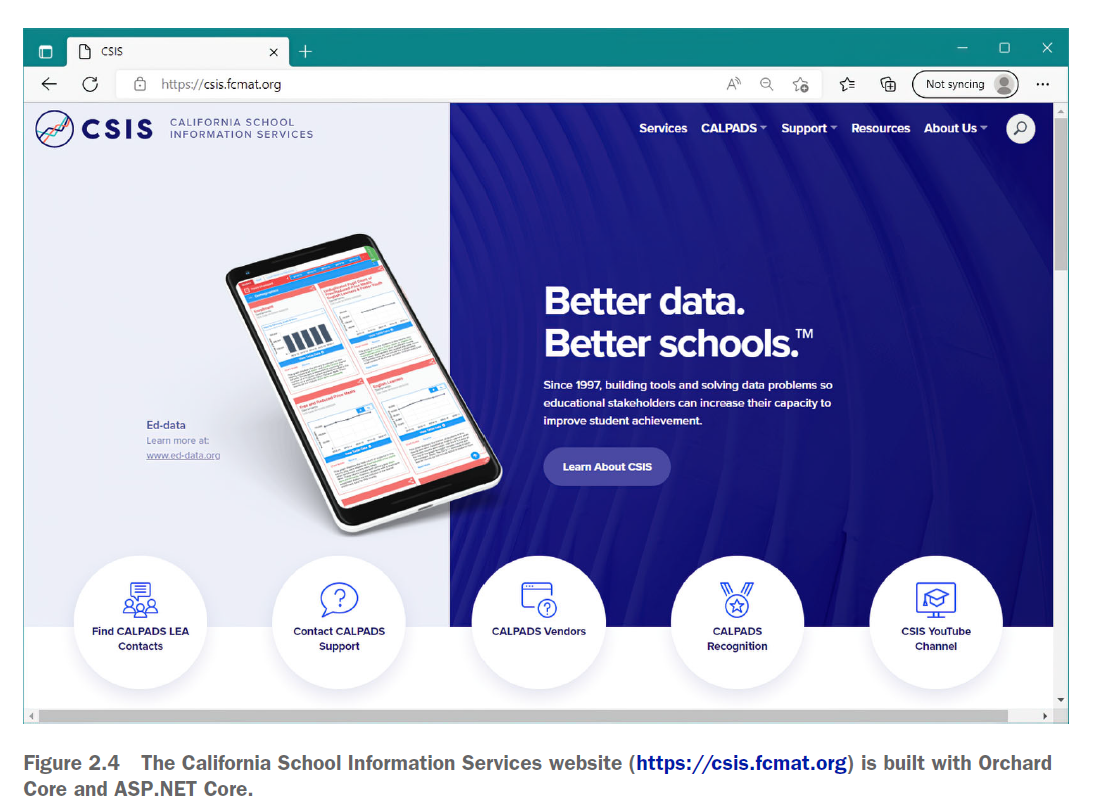 CSIS
https://csis.fcmat.org
Not syncing
CSIS
CALIFORNIA SCHOOL
INFORMATION SERVICES
Services CALPADS Support Resources About Us
Better data.
Better schools.™
Since 1997, building tools and solving data problems so
educational stakeholders can increase their capacity to
improve student achievement.
Learn About CSIS
Ed-data
Learn more at:
www.ed-data.org
English Learners
Find CALPADS LEA
Contacts
Contact CALPADS
Support
CALPADS Vendors
CALPADS
Recognition
CSIS YouTube
Channel
Figure 2.4 The California School Information Services website (https://csis.fcmat.org) is built with Orchard
Core and ASP.NET Core.